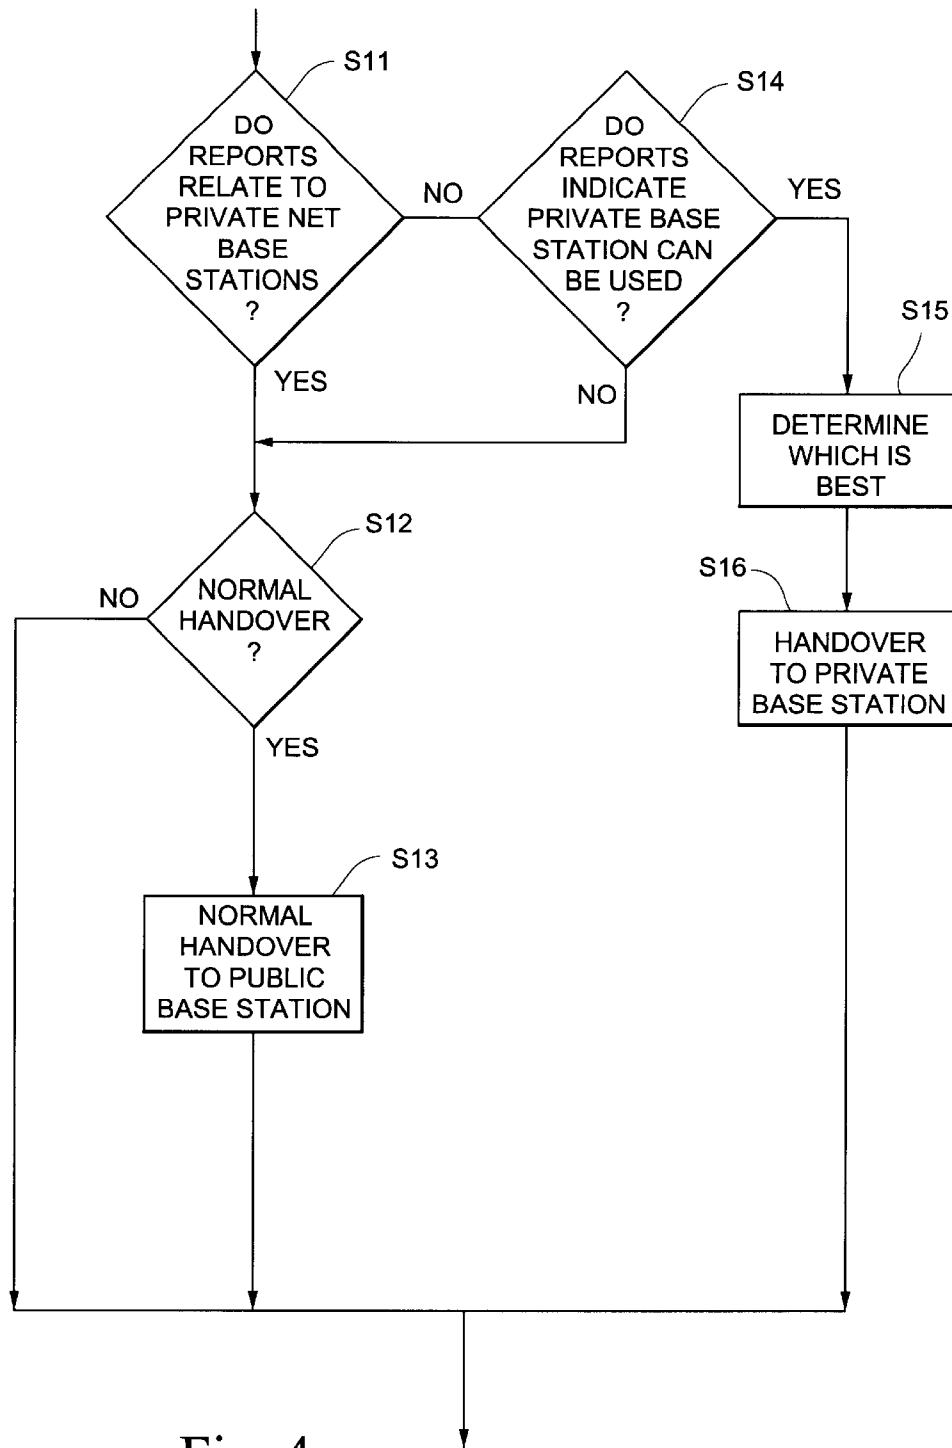 S11
DO
REPORTS
RELATE TO
PRIVATE NET
BASE
STATIONS
?
NO
YES
S14
DO
REPORTS
INDICATE
PRIVATE BASE
STATION CAN
BE USED
?
YES
NO
S15
DETERMINE
WHICH IS
BEST
S12
NORMAL
HANDOVER
?
NO
YES
S16
HANDOVER
TO PRIVATE
BASE STATION
S13
NORMAL
HANDOVER
TO PUBLIC
BASE STATION
Fig. 4